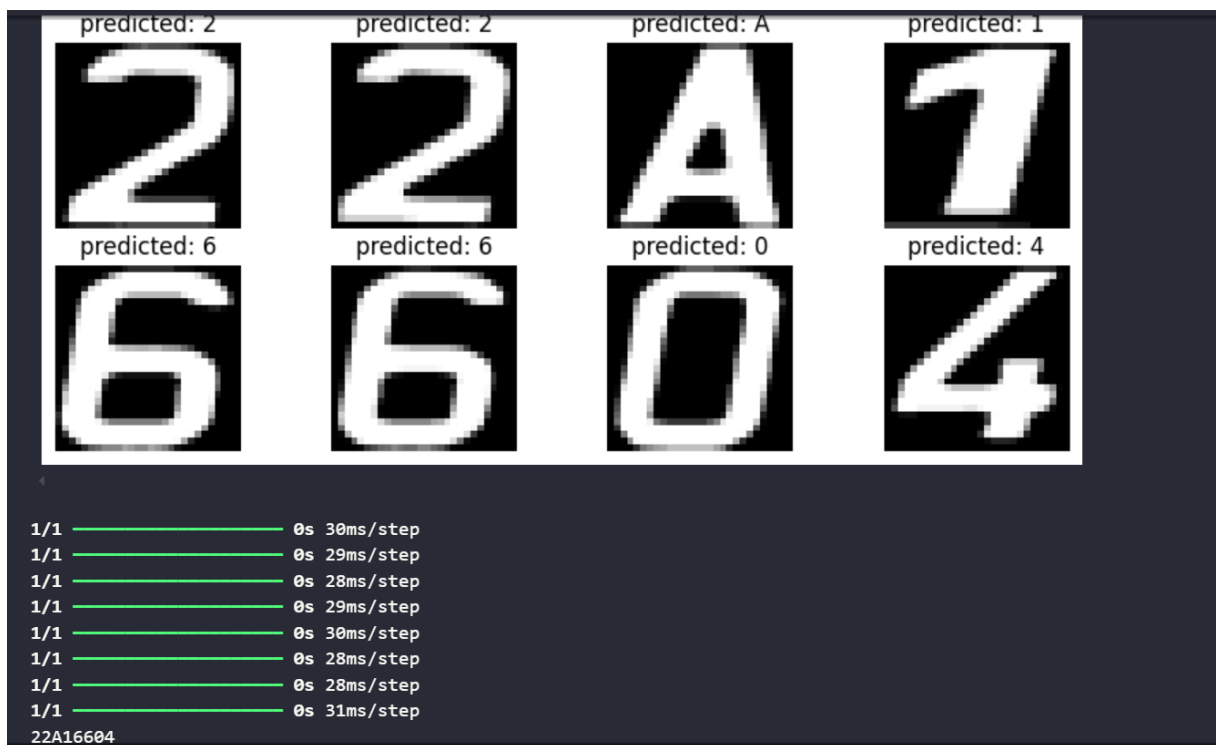 predicted: 2 predicted: 2 predicted: A predicted: 1
2 2 A 1
predicted: 6 predicted: 6 predicted: 0 predicted: 4
6 6 0 4
1/1 ━━━━━━━━━━━━━━━━━━━━ 0s 30ms/step
1/1 ━━━━━━━━━━━━━━━━━━━━ 0s 29ms/step
1/1 ━━━━━━━━━━━━━━━━━━━━ 0s 28ms/step
1/1 ━━━━━━━━━━━━━━━━━━━━ 0s 29ms/step
1/1 ━━━━━━━━━━━━━━━━━━━━ 0s 30ms/step
1/1 ━━━━━━━━━━━━━━━━━━━━ 0s 28ms/step
1/1 ━━━━━━━━━━━━━━━━━━━━ 0s 28ms/step
1/1 ━━━━━━━━━━━━━━━━━━━━ 0s 31ms/step
22A16604